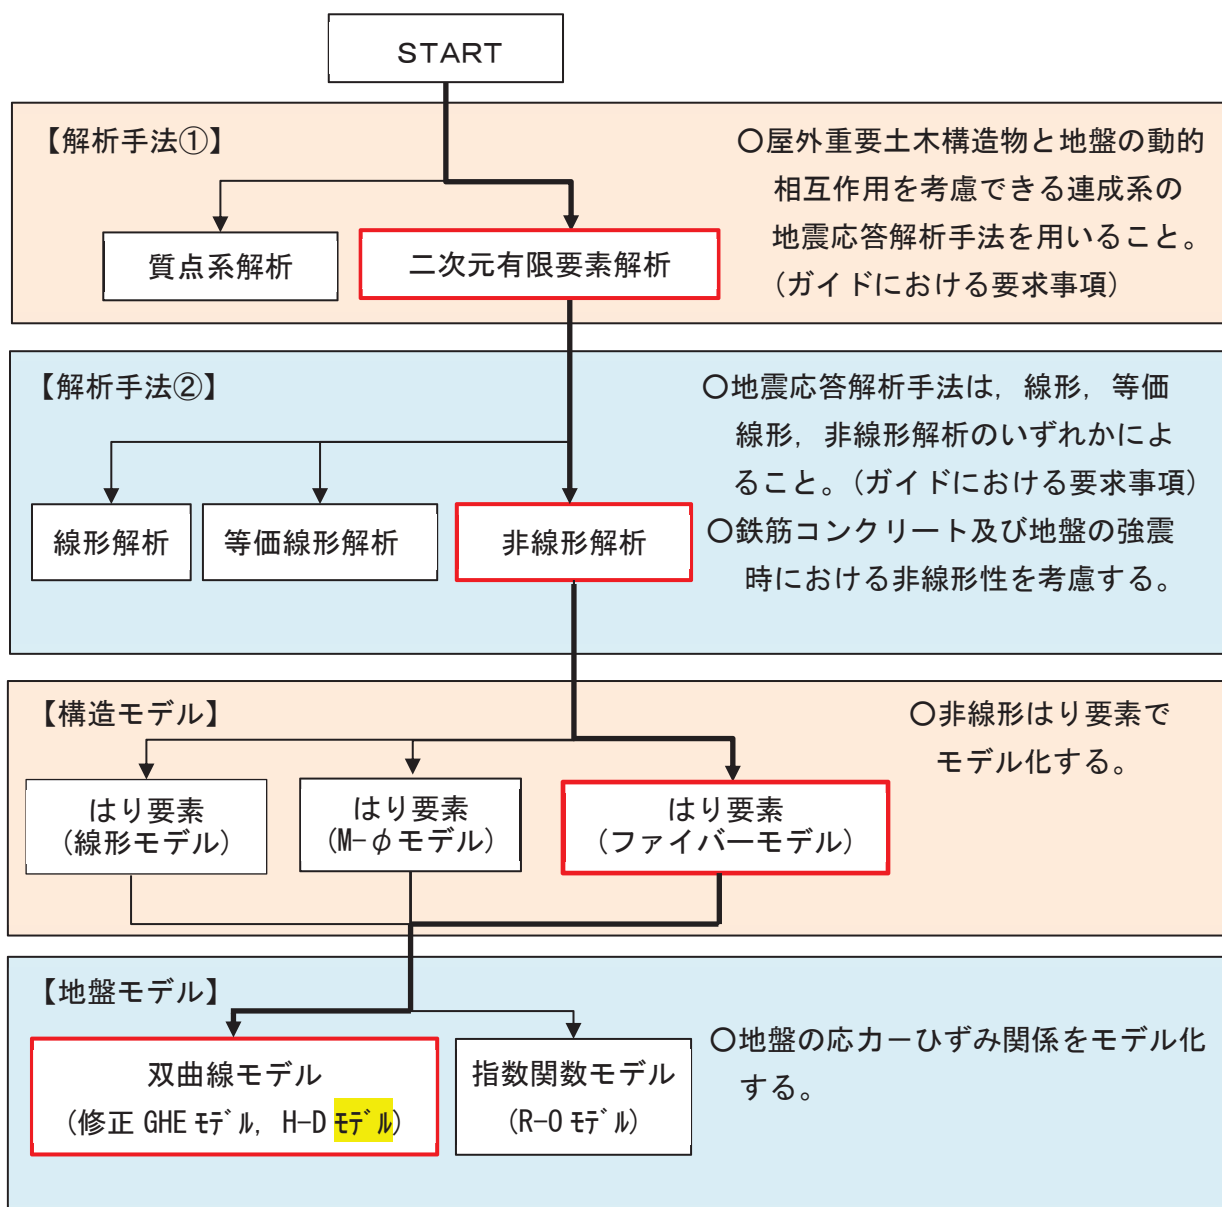 START
【解析手法①】
○屋外重要土木構造物と地盤の動的
相互作用を考慮できる連成系の
地震応答解析手法を用いること。
(ガイドにおける要求事項)
質点系解析
二次元有限要素解析
【解析手法②】
○地震応答解析手法は，線形，等価
線形，非線形解析のいずれかによ
ること。(ガイドにおける要求事項)
○鉄筋コンクリート及び地盤の強震
時における非線形性を考慮する。
線形解析
等価線形解析
非線形解析
【構造モデル】
○非線形はり要素で
モデル化する。
はり要素
(線形モデル)
はり要素
(M-φモデル)
はり要素
(ファイバーモデル)
【地盤モデル】
○地盤の応力－ひずみ関係をモデル化
する。
双曲線モデル
(修正 GHE ﾓﾃﾞﾙ，H-D ﾓﾃﾞﾙ)
指数関数モデル
(R-O ﾓﾃﾞﾙ)